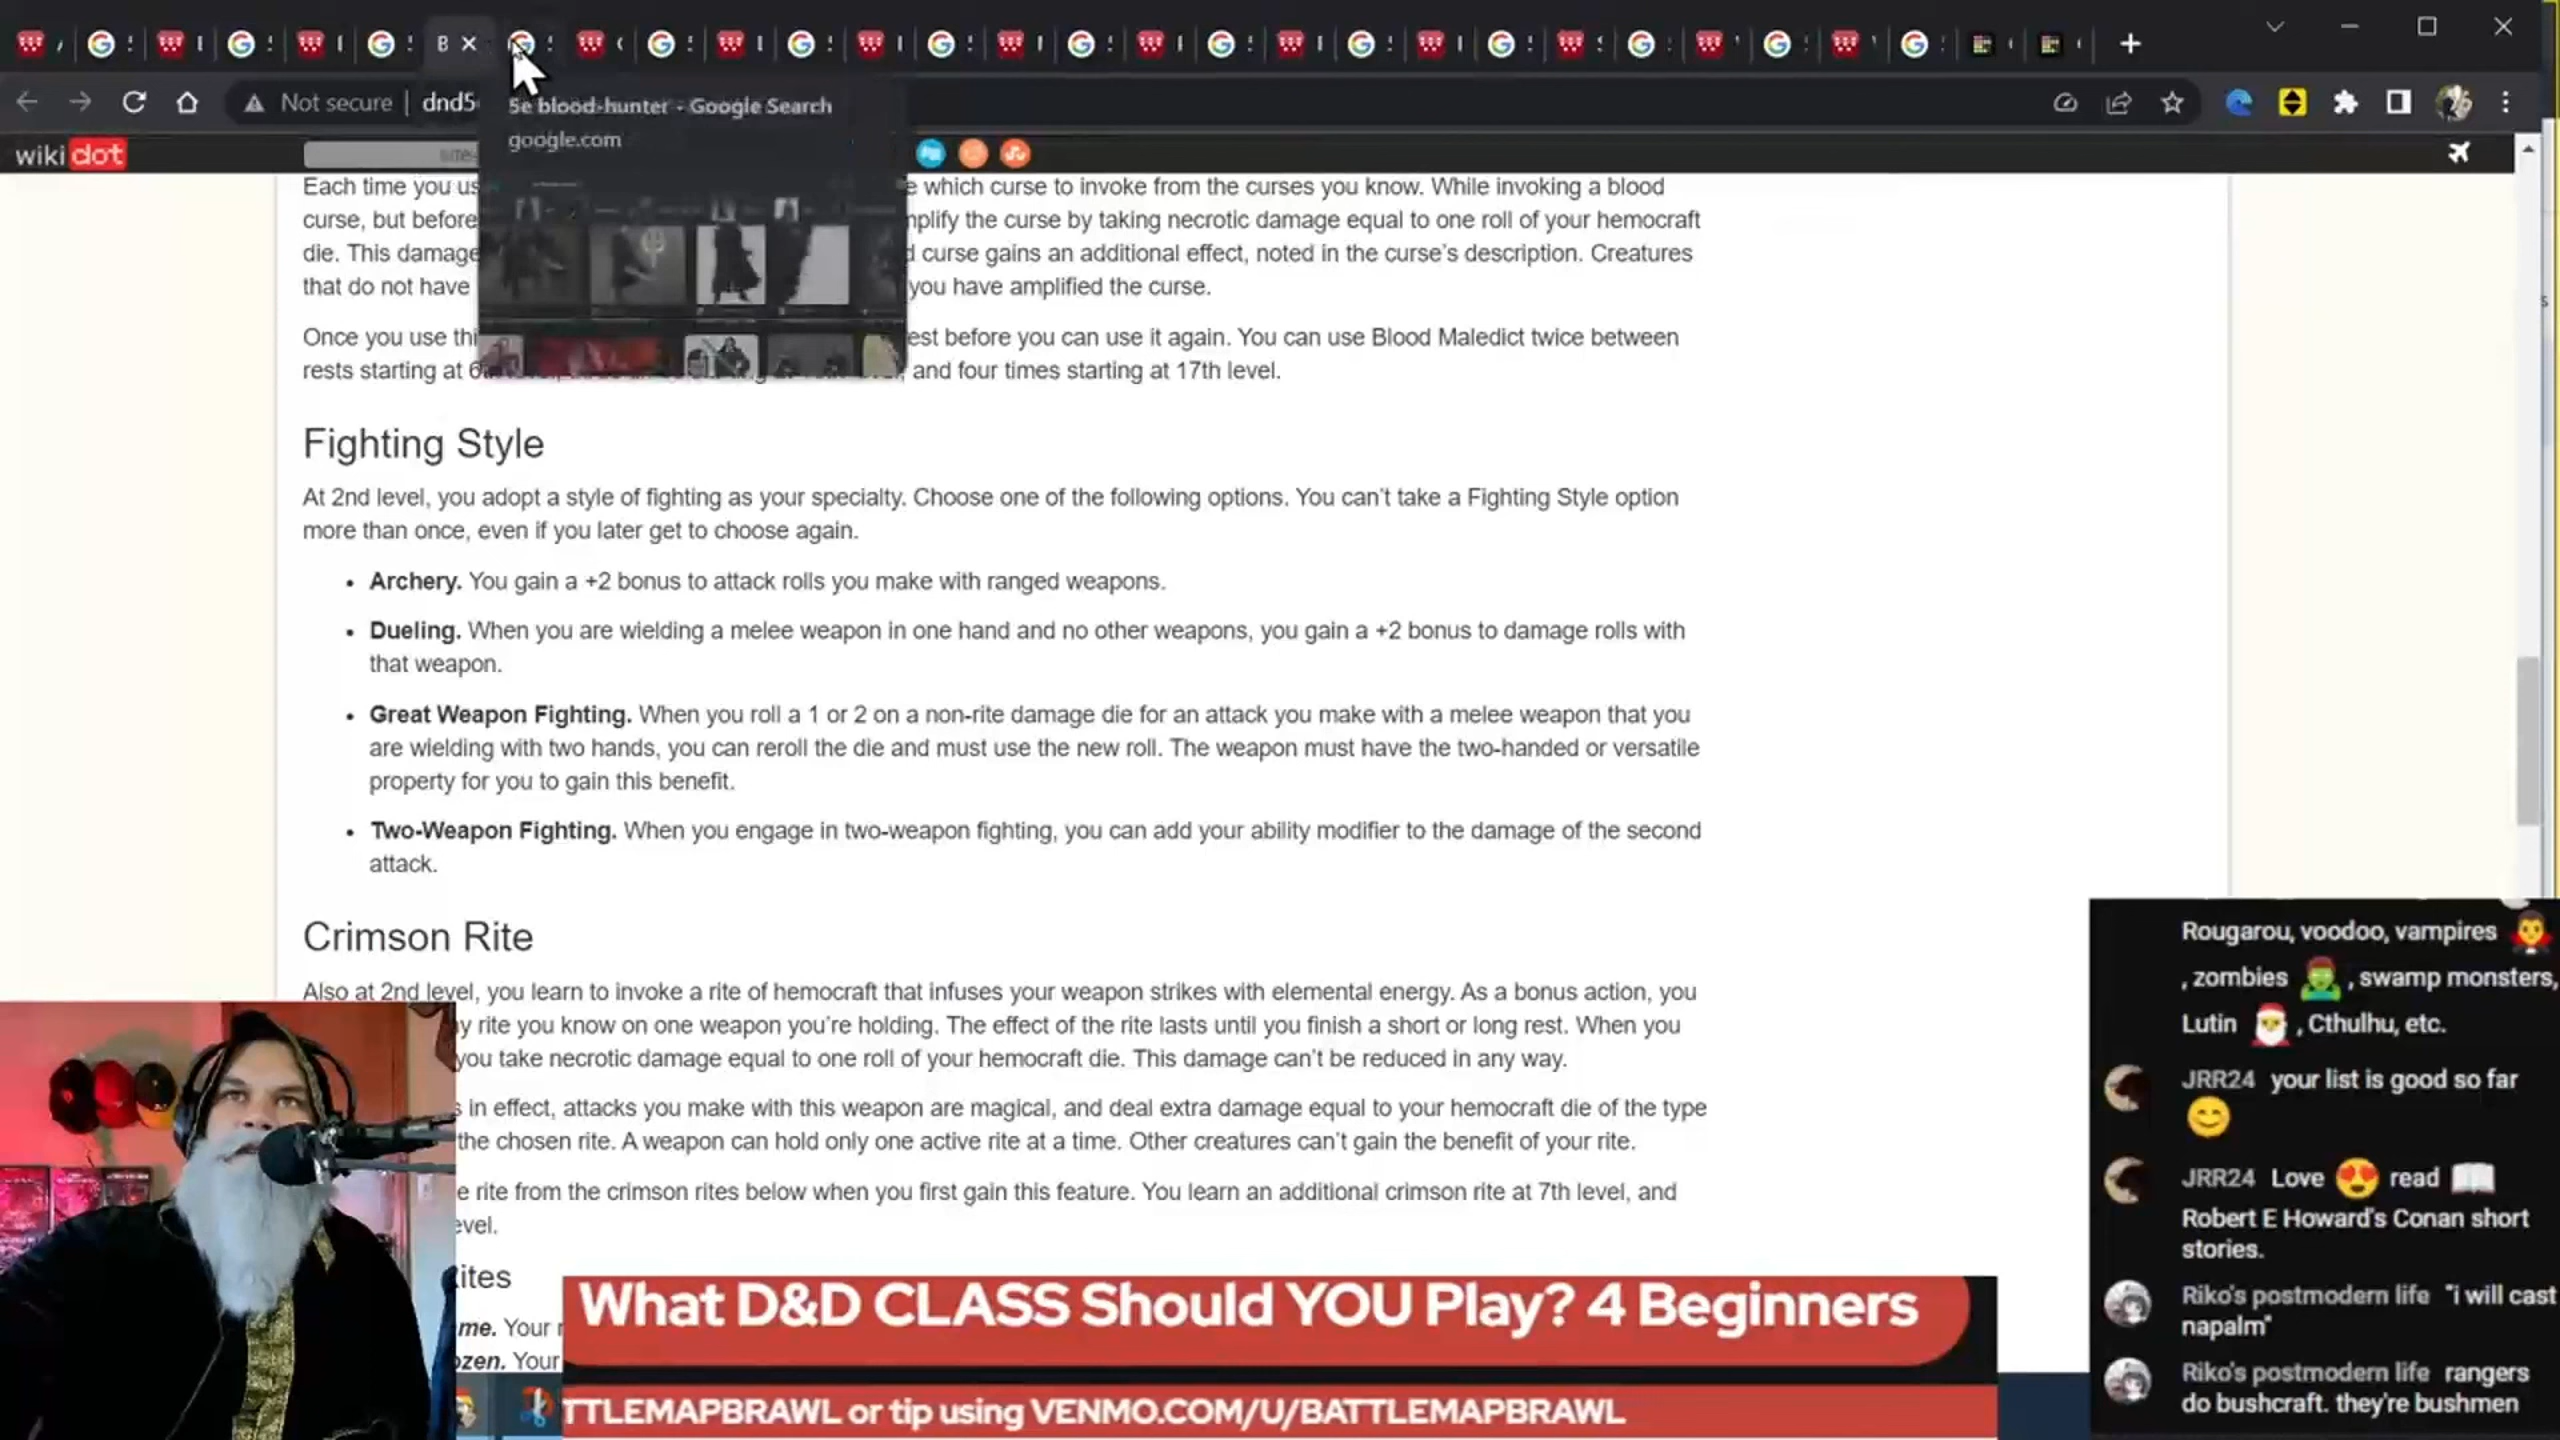 B
Not secure
dnd5
5e blood-hunter - Google Search
google.com
wikidot
site-
Each time you us
e which curse to invoke from the curses you know. While invoking a blood
curse, but before
mplify the curse by taking necrotic damage equal to one roll of your hemocraft
die. This damage
d curse gains an additional effect, noted in the curse's description. Creatures
that do not have
you have amplified the curse.
Once you use thi
est before you can use it again. You can use Blood Maledict twice between
rests starting at 6
, and four times starting at 17th level.
Fighting Style
At 2nd level, you adopt a style of fighting as your specialty. Choose one of the following options. You can't take a Fighting Style option
more than once, even if you later get to choose again.
• Archery. You gain a +2 bonus to attack rolls you make with ranged weapons.
• Dueling. When you are wielding a melee weapon in one hand and no other weapons, you gain a +2 bonus to damage rolls with
that weapon.
• Great Weapon Fighting. When you roll a 1 or 2 on a non-rite damage die for an attack you make with a melee weapon that you
are wielding with two hands, you can reroll the die and must use the new roll. The weapon must have the two-handed or versatile
property for you to gain this benefit.
• Two-Weapon Fighting. When you engage in two-weapon fighting, you can add your ability modifier to the damage of the second
attack.
Crimson Rite
Also at 2nd level, you learn to invoke a rite of hemocraft that infuses your weapon strikes with elemental energy. As a bonus action, you
y rite you know on one weapon you're holding. The effect of the rite lasts until you finish a short or long rest. When you
you take necrotic damage equal to one roll of your hemocraft die. This damage can't be reduced in any way.
s in effect, attacks you make with this weapon are magical, and deal extra damage equal to your hemocraft die of the type
the chosen rite. A weapon can hold only one active rite at a time. Other creatures can't gain the benefit of your rite.
e rite from the crimson rites below when you first gain this feature. You learn an additional crimson rite at 7th level, and
evel.
ites
me. Your r
ozen. Your
What D&D CLASS Should YOU Play? 4 Beginners
TTLEMAPBRAWL or tip using VENMO.COM/U/BATTLEMAPBRAWL
Rougarou, voodoo, vampires 🧛
, zombies 🧟 , swamp monsters,
Lutin 🎅 , Cthulhu, etc.
JRR24 your list is good so far
😊
JRR24 Love 😍 read 📖
Robert E Howard's Conan short
stories.
Riko's postmodern life "i will cast
napalm"
Riko's postmodern life rangers
do bushcraft. they're bushmen